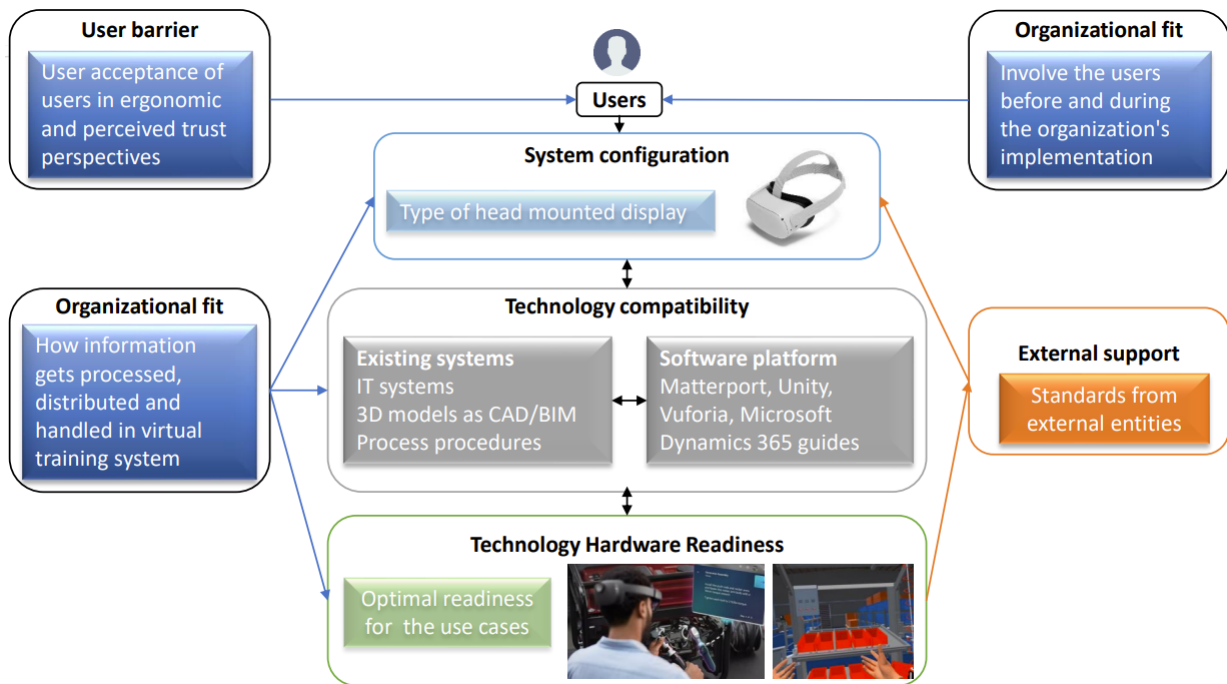 User barrier
User acceptance of
users in ergonomic
and perceived trust
perspectives
Users
Organizational fit
Involve the users
before and during
the organization's
implementation
System configuration
Type of head mounted display
Organizational fit
How information
gets processed,
distributed and
handled in virtual
training system
Technology compatibility
Existing systems
IT systems
3D models as CAD/BIM
Process procedures
Software platform
Matterport, Unity,
Vuforia, Microsoft
Dynamics 365 guides
External support
Standards from
external entities
Technology Hardware Readiness
Optimal readiness
for the use cases